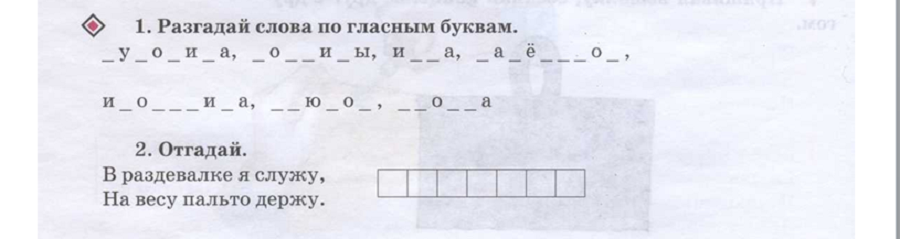 1. Разгадай слова по гласным буквам.
_ у _ о _ и _ а, _ о _ _ и _ ы, и _ _ а, _ а _ ё _ _ _ о _ ,
и _ о _ _ _ и _ а, _ _ ю _ о _ , _ _ о _ _ а
2. Отгадай.
В раздевалке я служу,
На весу пальто держу.